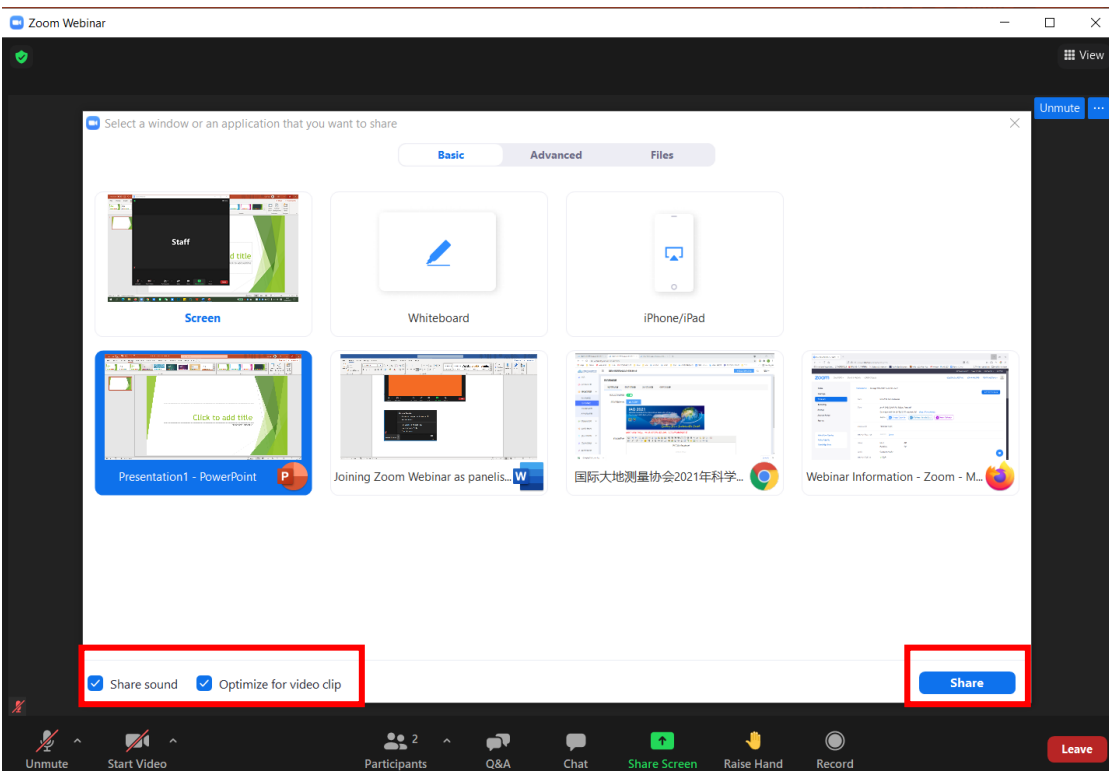 Zoom Webinar
View
Unmute
Select a window or an application that you want to share
Basic Advanced Files
Staff
d title
Screen
Whiteboard
iPhone/iPad
Click to add title
Presentation1 - PowerPoint
Joining Zoom Webinar as panelis...
国际大地测量协会2021年科学...
Webinar Information - Zoom - M...
Share sound
Optimize for video clip
Share
Unmute
Start Video
Participants
2
Q&A
Chat
Share Screen
Raise Hand
Record
Leave